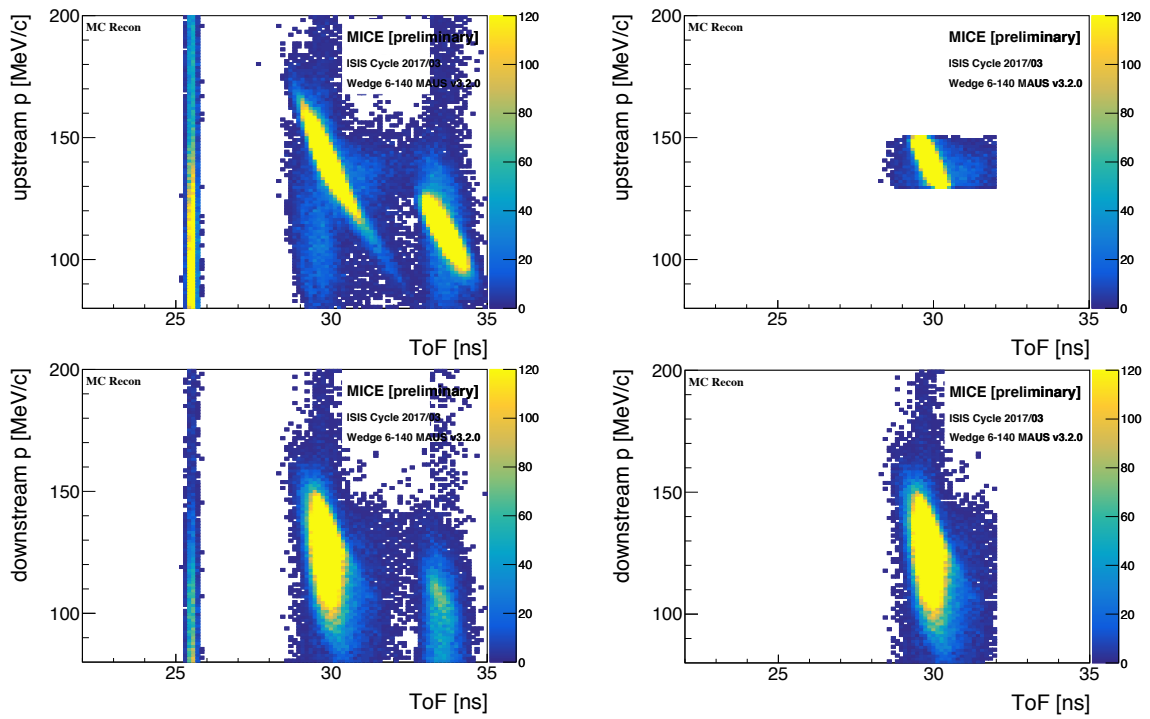 200
MC Recon
MICE [preliminary]
ISIS Cycle 2017/03
Wedge 6-140 MAUS v3.2.0
150
100
upstream p [MeV/c]
25
30
35
ToF [ns]
120
100
80
60
40
20
0
200
MC Recon
MICE [preliminary]
ISIS Cycle 2017/03
Wedge 6-140 MAUS v3.2.0
150
100
upstream p [MeV/c]
25
30
35
ToF [ns]
120
100
80
60
40
20
0
200
MC Recon
MICE [preliminary]
ISIS Cycle 2017/03
Wedge 6-140 MAUS v3.2.0
150
100
downstream p [MeV/c]
25
30
35
ToF [ns]
120
100
80
60
40
20
0
200
MC Recon
MICE [preliminary]
ISIS Cycle 2017/03
Wedge 6-140 MAUS v3.2.0
150
100
downstream p [MeV/c]
25
30
35
ToF [ns]
120
100
80
60
40
20
0